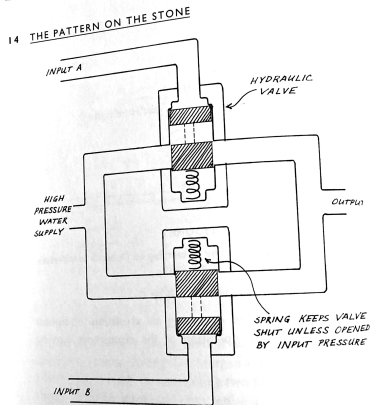 14 THE PATTERN ON THE STONE
INPUT A
HYDRAULIC
VALVE
HIGH
PRESSURE
WATER
SUPPLY
OUTPUT
SPRING KEEPS VALVE
SHUT UNLESS OPENED
BY INPUT PRESSURE
INPUT B